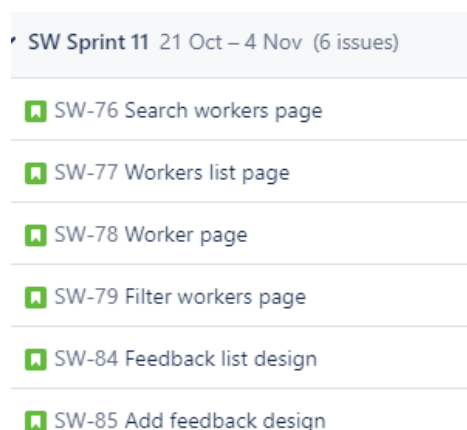 SW Sprint 11 21 Oct – 4 Nov (6 issues)
SW-76 Search workers page
SW-77 Workers list page
SW-78 Worker page
SW-79 Filter workers page
SW-84 Feedback list design
SW-85 Add feedback design